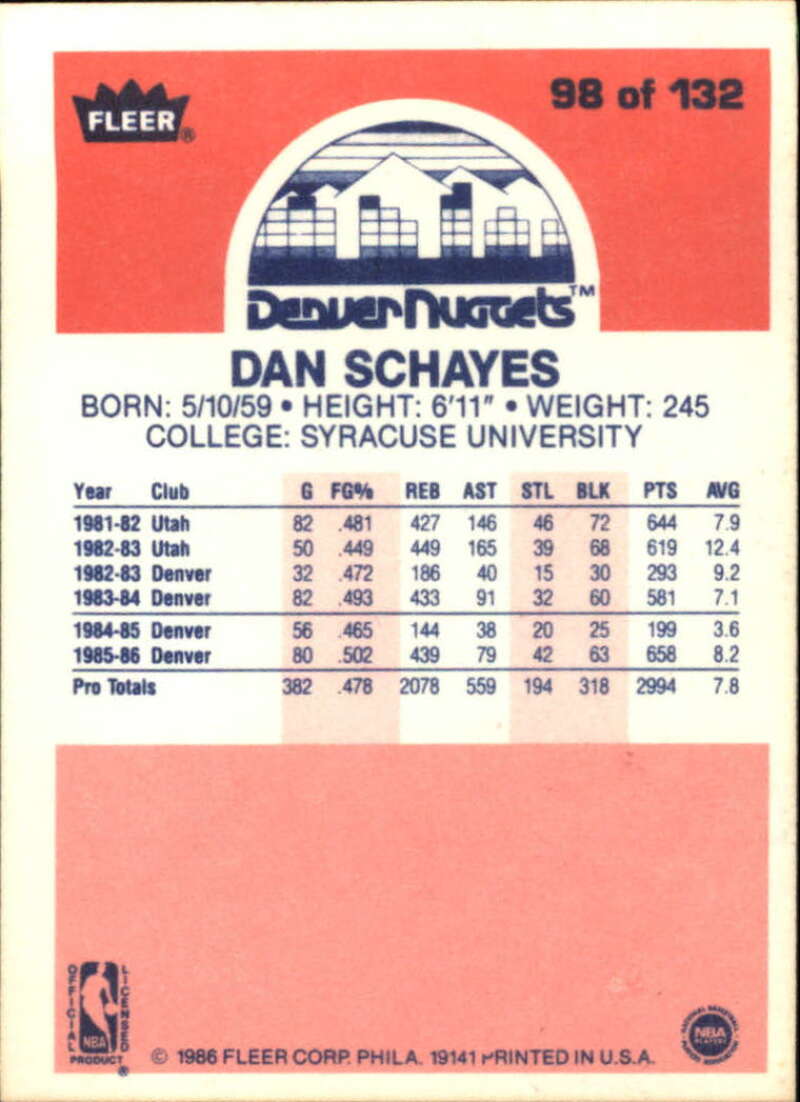 98 of 132
FLEER®
Denver Nuggets™
DAN SCHAYES
BORN: 5/10/59 • HEIGHT: 6'11" • WEIGHT: 245
COLLEGE: SYRACUSE UNIVERSITY
Year Club G FG% REB AST STL BLK PTS AVG
1981-82 Utah 82 .481 427 146 46 72 644 7.9
1982-83 Utah 50 .449 449 165 39 68 619 12.4
1982-83 Denver 32 .472 186 40 15 30 293 9.2
1983-84 Denver 82 .493 433 91 32 60 581 7.1
1984-85 Denver 56 .465 144 38 20 25 199 3.6
1985-86 Denver 80 .502 439 79 42 63 658 8.2
Pro Totals 382 .478 2078 559 194 318 2994 7.8
OFFICIAL LICENSED
NBA
PRODUCT ®
© 1986 FLEER CORP. PHILA. 19141 PRINTED IN U.S.A.
NATIONAL BASKETBALL
NBA
PLAYERS
PLAYERS ASSOCIATION